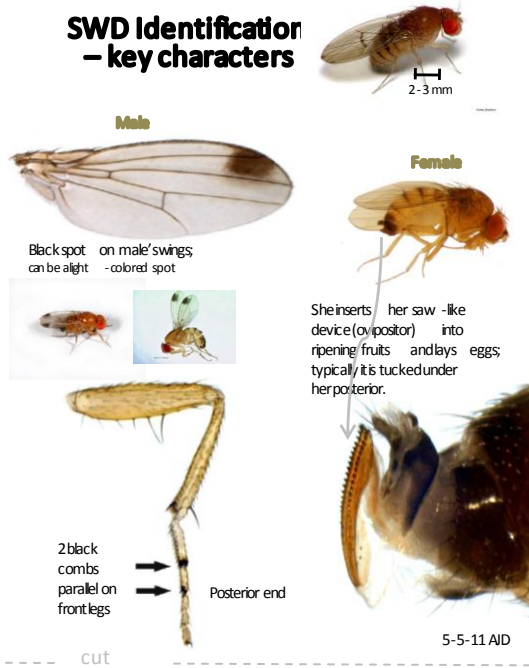 SWD Identification
– key characters
2-3 mm
Male
Female
Black spot on male's wings;
can be a light -colored spot
She inserts her saw -like
device (ovipositor) into
ripening fruits and lays eggs;
typically it is tucked under
her posterior.
2 black
combs
parallel on
front legs
Posterior end
5-5-11 AJD
cut